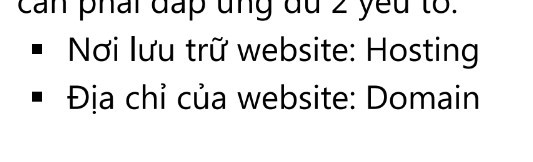 cần phải đáp ứng đủ 2 yếu tố:
▪ Nơi lưu trữ website: Hosting
▪ Địa chỉ của website: Domain